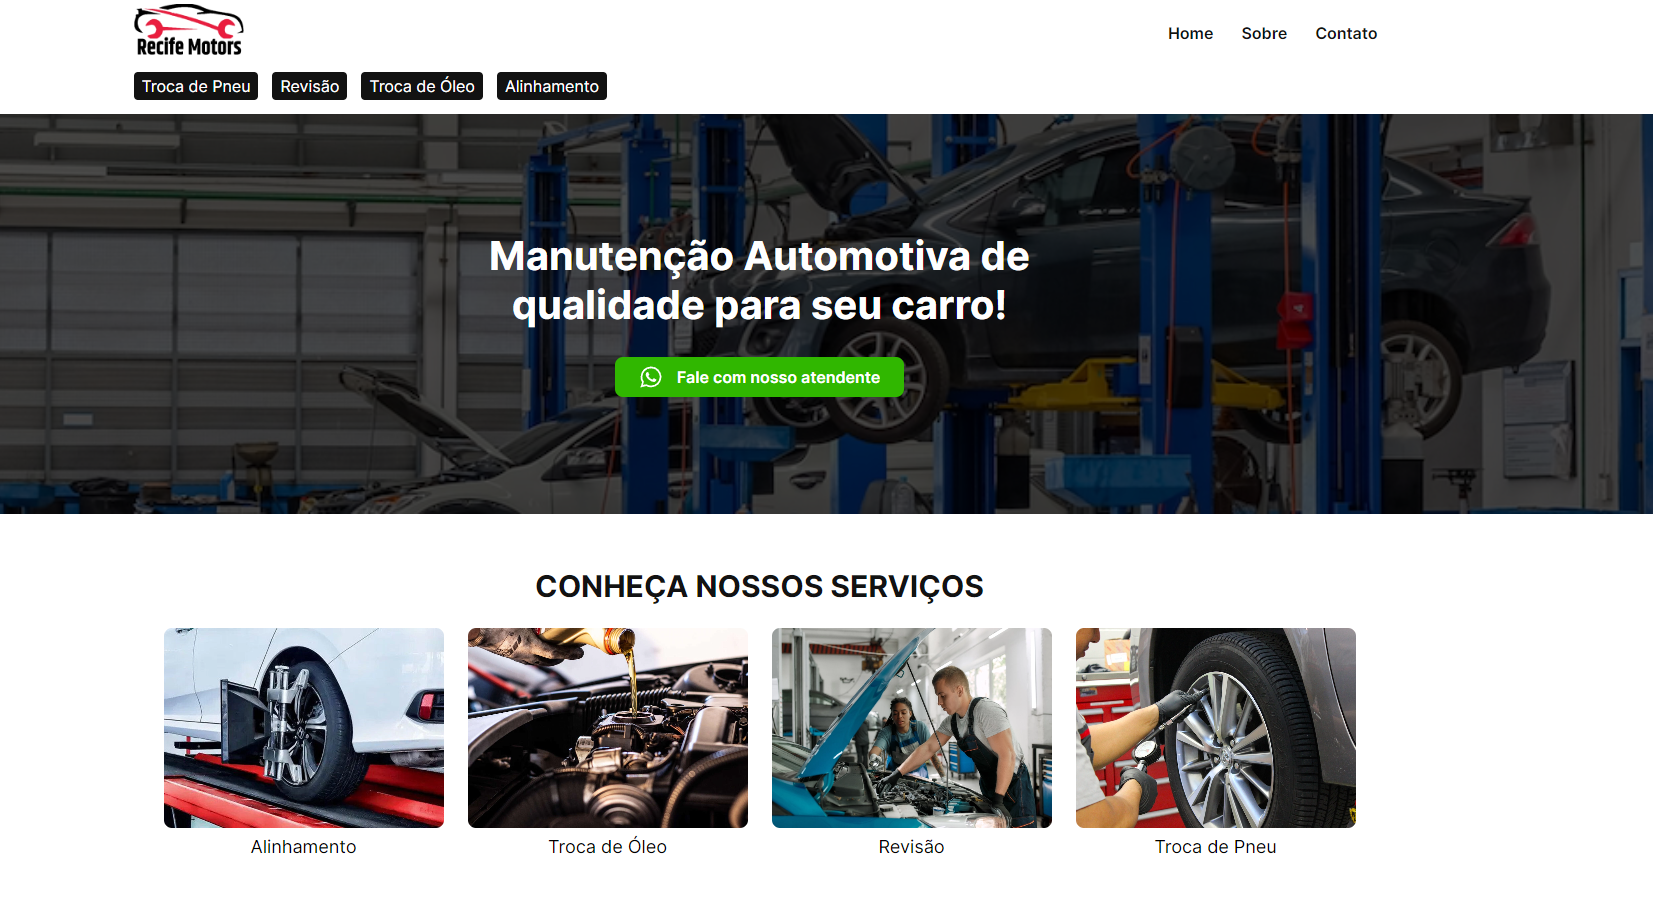 Recife Motors
Home Sobre Contato
Troca de Pneu Revisão Troca de Óleo Alinhamento
Manutenção Automotiva de
qualidade para seu carro!
Fale com nosso atendente
CONHEÇA NOSSOS SERVIÇOS
Alinhamento Troca de Óleo Revisão Troca de Pneu